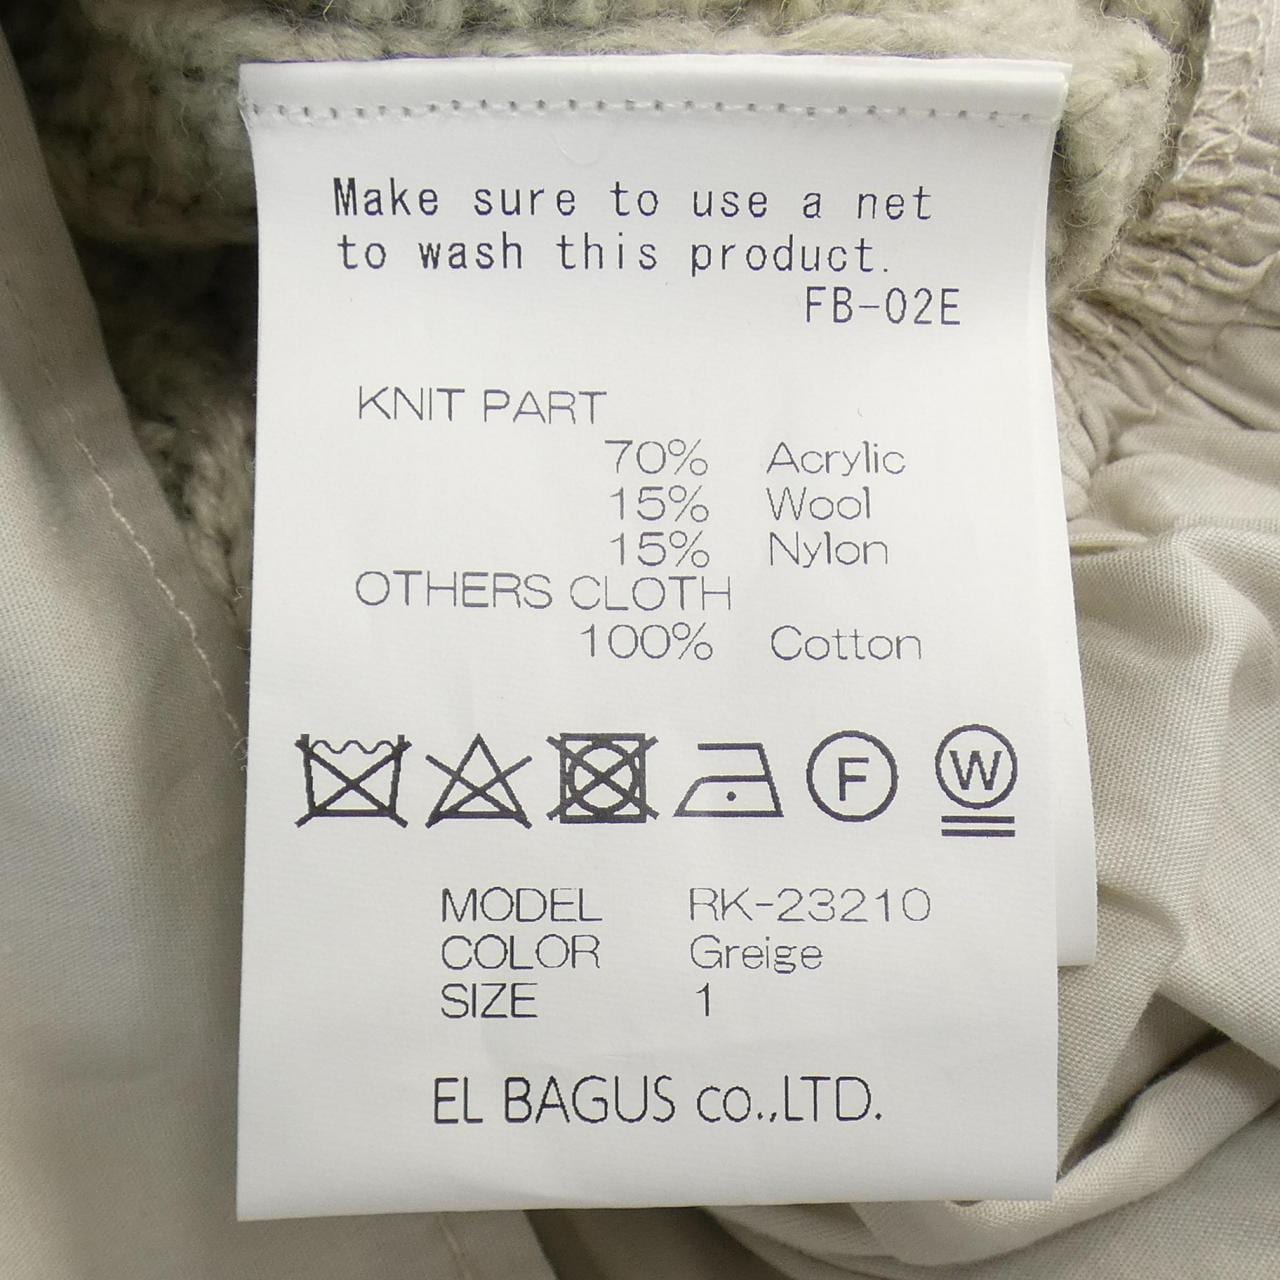 Make sure to use a net
to wash this product.
FB-02E
KNIT PART
70% Acrylic
15% Wool
15% Nylon
OTHERS CLOTH
100% Cotton
F W
MODEL RK-23210
COLOR Greige
SIZE 1
EL BAGUS co.,LTD.